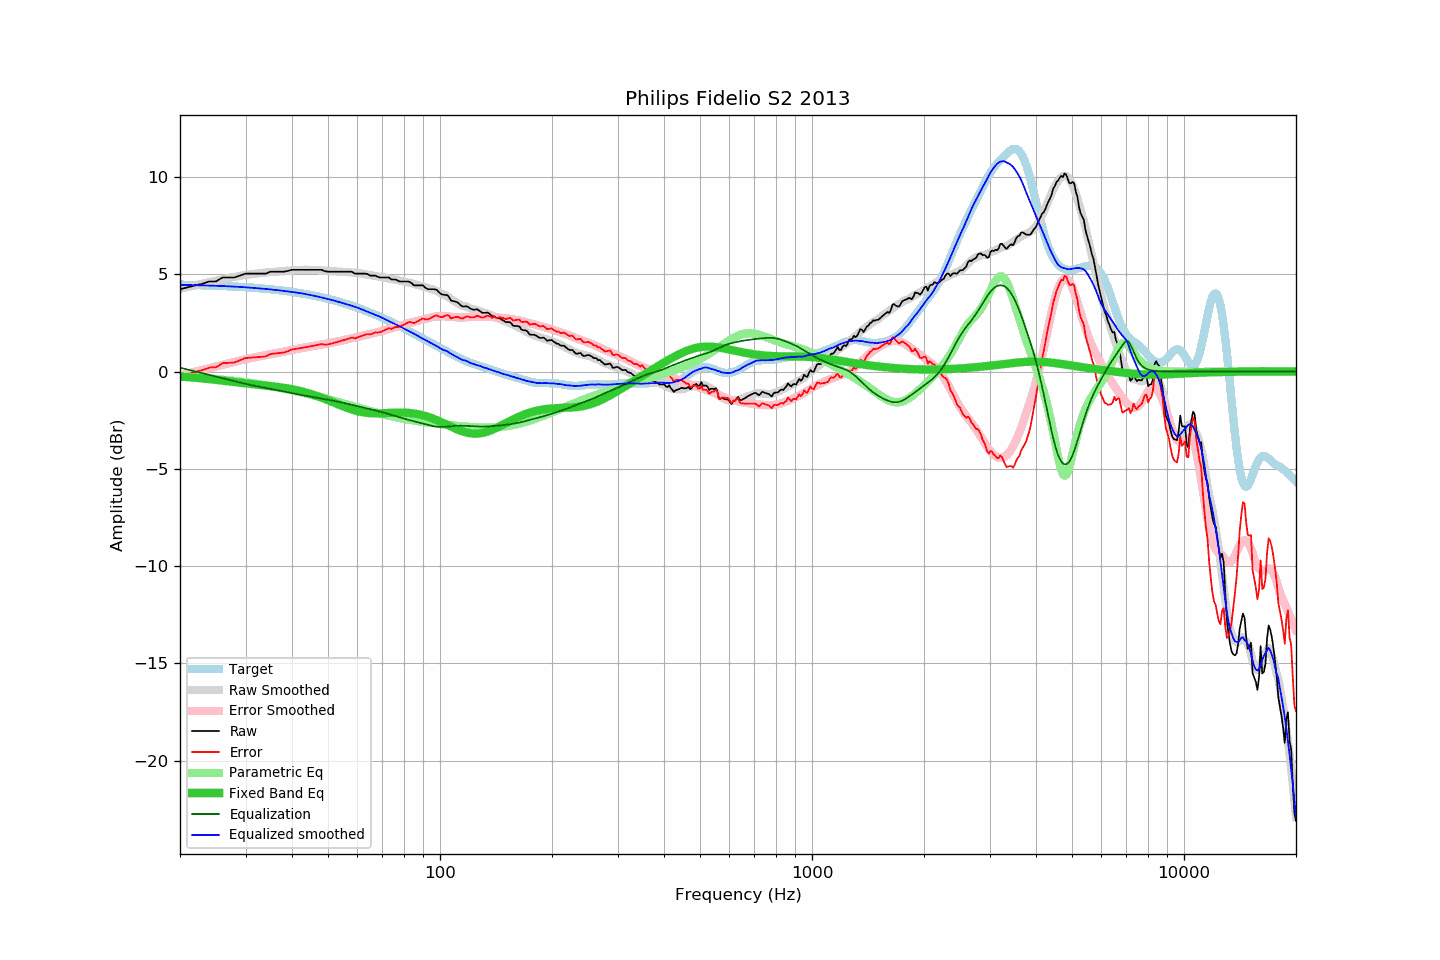 Philips Fidelio S2 2013
10
5
0
−5
−10
−15
−20
Amplitude (dBr)
Target
Raw Smoothed
Error Smoothed
Raw
Error
Parametric Eq
Fixed Band Eq
Equalization
Equalized smoothed
100
1000
10000
Frequency (Hz)